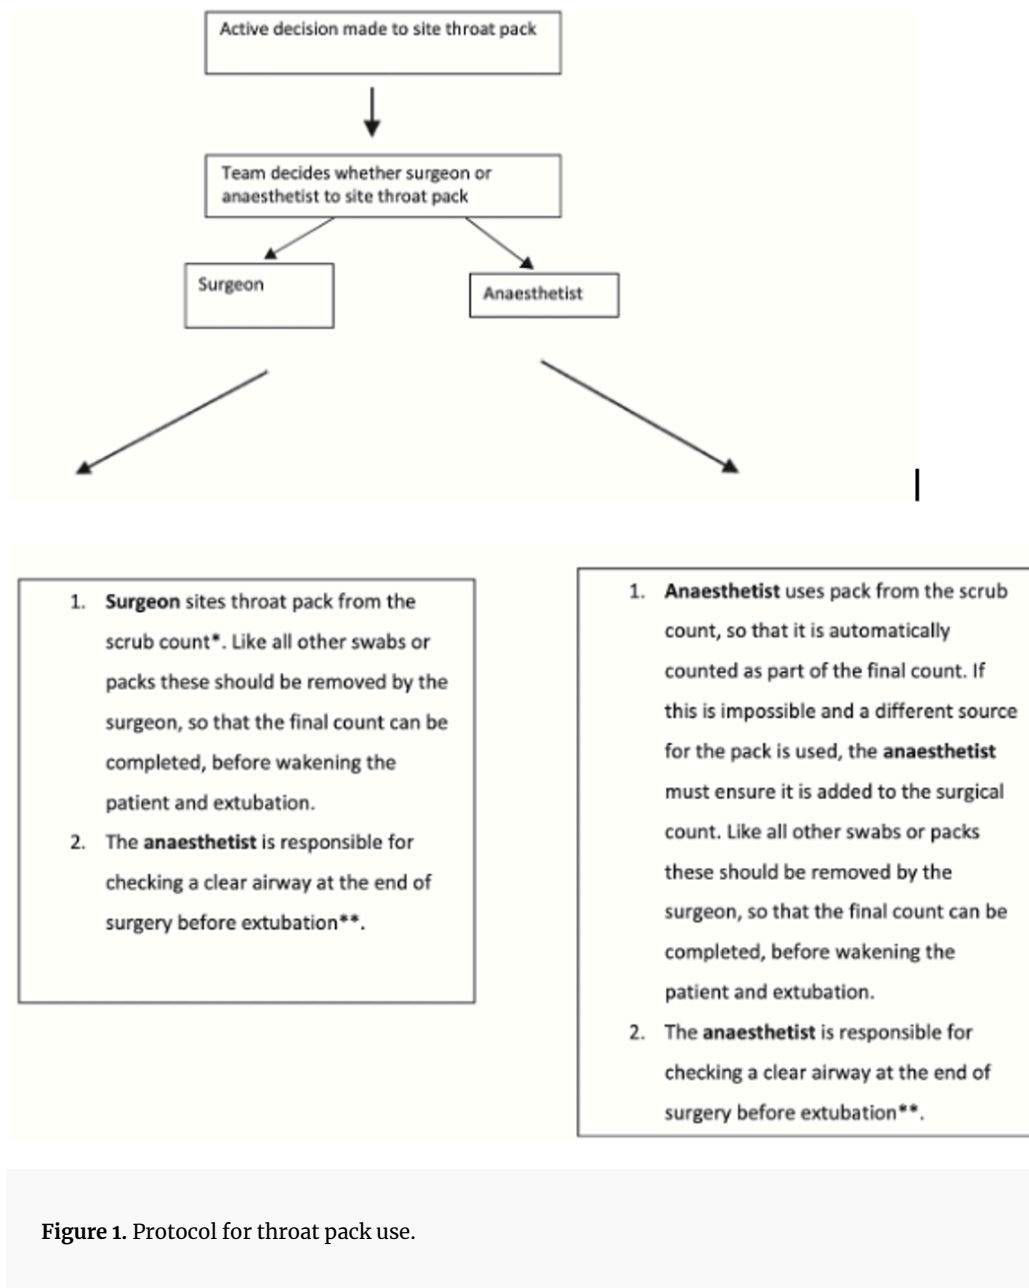 Active decision made to site throat pack
Team decides whether surgeon or
anaesthetist to site throat pack
Surgeon
Anaesthetist
1. Surgeon sites throat pack from the
scrub count*. Like all other swabs or
packs these should be removed by the
surgeon, so that the final count can be
completed, before wakening the
patient and extubation.
2. The anaesthetist is responsible for
checking a clear airway at the end of
surgery before extubation**.
1. Anaesthetist uses pack from the scrub
count, so that it is automatically
counted as part of the final count. If
this is impossible and a different source
for the pack is used, the anaesthetist
must ensure it is added to the surgical
count. Like all other swabs or packs
these should be removed by the
surgeon, so that the final count can be
completed, before wakening the
patient and extubation.
2. The anaesthetist is responsible for
checking a clear airway at the end of
surgery before extubation**.
Figure 1. Protocol for throat pack use.